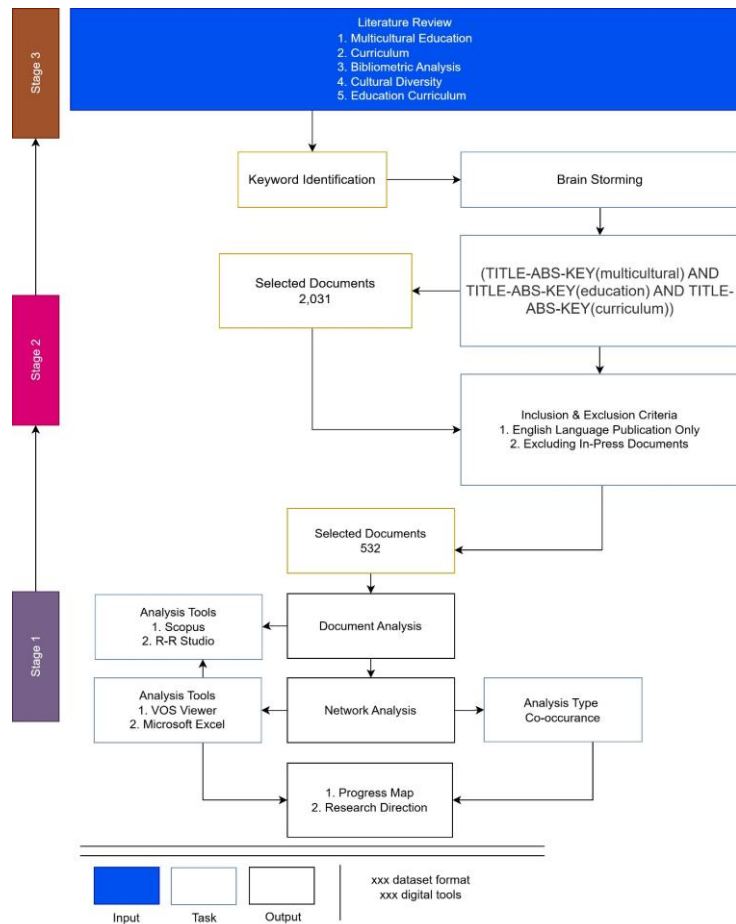 Stage 3
Literature Review
1. Multicultural Education
2. Curriculum
3. Bibliometric Analysis
4. Cultural Diversity
5. Education Curriculum
Keyword Identification
Brain Storming
Stage 2
Selected Documents
2,031
(TITLE-ABS-KEY(multicultural) AND
TITLE-ABS-KEY(education) AND TITLE-
ABS-KEY(curriculum))
Inclusion & Exclusion Criteria
1. English Language Publication Only
2. Excluding In-Press Documents
Selected Documents
532
Stage 1
Analysis Tools
1. Scopus
2. R-R Studio
Document Analysis
Analysis Tools
1. VOS Viewer
2. Microsoft Excel
Network Analysis
Analysis Type
Co-occurance
1. Progress Map
2. Research Direction
Input
Task
Output
xxx dataset format
xxx digital tools